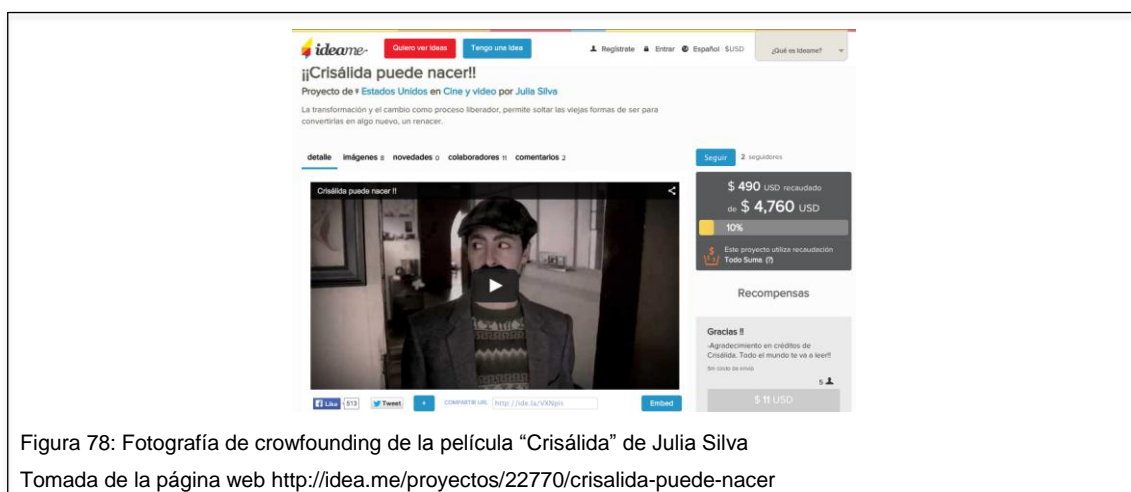 ideame
Quiero ver ideas
Tengo una idea
Regístrate Entrar Español | $USD
¿Qué es Ideame?
¡¡Crisálida puede nacer!!
Proyecto de Estados Unidos en Cine y video por Julia Silva
La transformación y el cambio como proceso liberador, permite soltar las viejas formas de ser para
convertirlas en algo nuevo, un renacer.
detalle imágenes 8 novedades 0 colaboradores 11 comentarios 2
Seguir 2 seguidores
Crisálida puede nacer !!
$ 490 USD recaudado
de $ 4,760 USD
10%
Este proyecto utiliza recaudación
Todo Suma. (?)
Recompensas
Gracias !!
-Agradecimiento en créditos de
Crisálida. Todo el mundo te va a leer!!
Sin costo de envío
5
$ 11 USD
Like 513 Tweet + COMPARTIR URL http://ide.la/VXNpls Embed
Figura 78: Fotografía de crowfounding de la película “Crisálida” de Julia Silva
Tomada de la página web http://idea.me/proyectos/22770/crisalida-puede-nacer